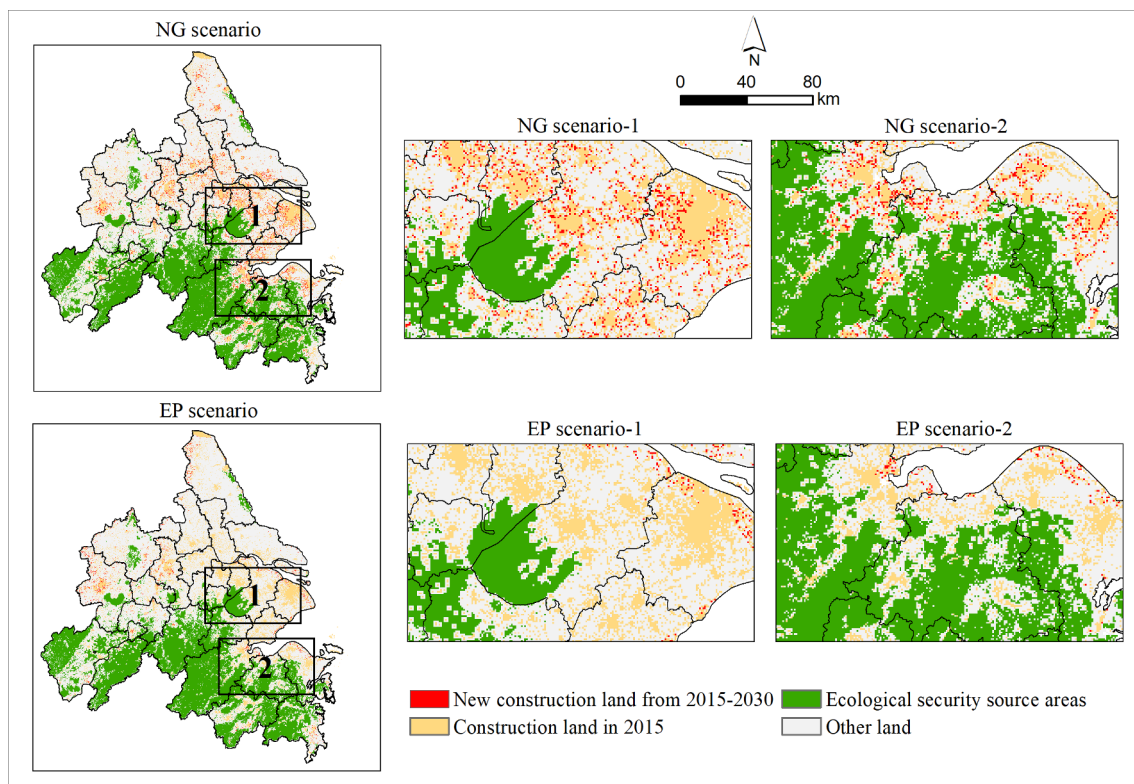 NG scenario
N
0 40 80
km
NG scenario-1
NG scenario-2
1
2
EP scenario
EP scenario-1
EP scenario-2
1
2
New construction land from 2015-2030
Ecological security source areas
Construction land in 2015
Other land